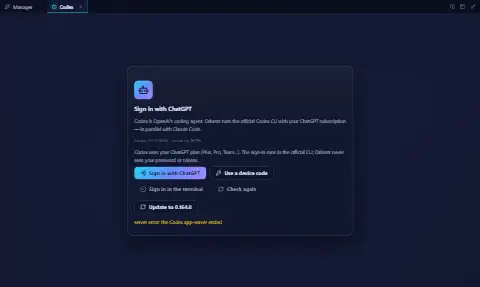 Manager
Codex
Sign in with ChatGPT
Codex is OpenAI's coding agent. runs the official Codex CLI with your ChatGPT subscription
— in parallel with Claude Code.
Codex uses your ChatGPT plan (Plus, Pro, Team...). The sign-in runs in the official CLI; never
sees your password or tokens.
Sign in with ChatGPT
Use a device code
Sign in in the terminal
Check again
Update to 0.164.0
server error: the Codex app-server ended